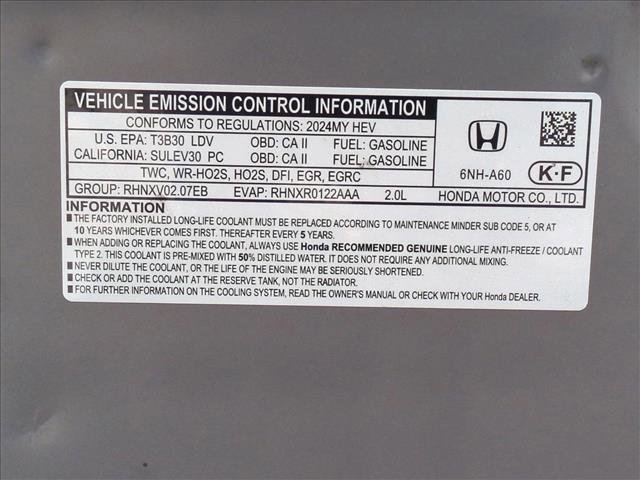 VEHICLE EMISSION CONTROL INFORMATION
CONFORMS TO REGULATIONS: 2024MY HEV
U.S. EPA: T3B30 LDV OBD: CA II FUEL: GASOLINE
CALIFORNIA: SULEV30 PC OBD: CA II FUEL: GASOLINE
TWC, WR-HO2S, HO2S, DFI, EGR, EGRC
GROUP: RHNXV02.07EB EVAP: RHNXR0122AAA 2.0L
6NH-A60 K-F
HONDA MOTOR CO., LTD.
INFORMATION
■ THE FACTORY INSTALLED LONG-LIFE COOLANT MUST BE REPLACED ACCORDING TO MAINTENANCE MINDER SUB CODE 5, OR AT
10 YEARS WHICHEVER COMES FIRST. THEREAFTER EVERY 5 YEARS.
■ WHEN ADDING OR REPLACING THE COOLANT, ALWAYS USE Honda RECOMMENDED GENUINE LONG-LIFE ANTI-FREEZE / COOLANT
TYPE 2. THIS COOLANT IS PRE-MIXED WITH 50% DISTILLED WATER. IT DOES NOT REQUIRE ANY ADDITIONAL MIXING.
■ NEVER DILUTE THE COOLANT, OR THE LIFE OF THE ENGINE MAY BE SERIOUSLY SHORTENED.
■ CHECK OR ADD THE COOLANT AT THE RESERVE TANK, NOT THE RADIATOR.
■ FOR FURTHER INFORMATION ON THE COOLING SYSTEM, READ THE OWNER'S MANUAL OR CHECK WITH YOUR Honda DEALER.